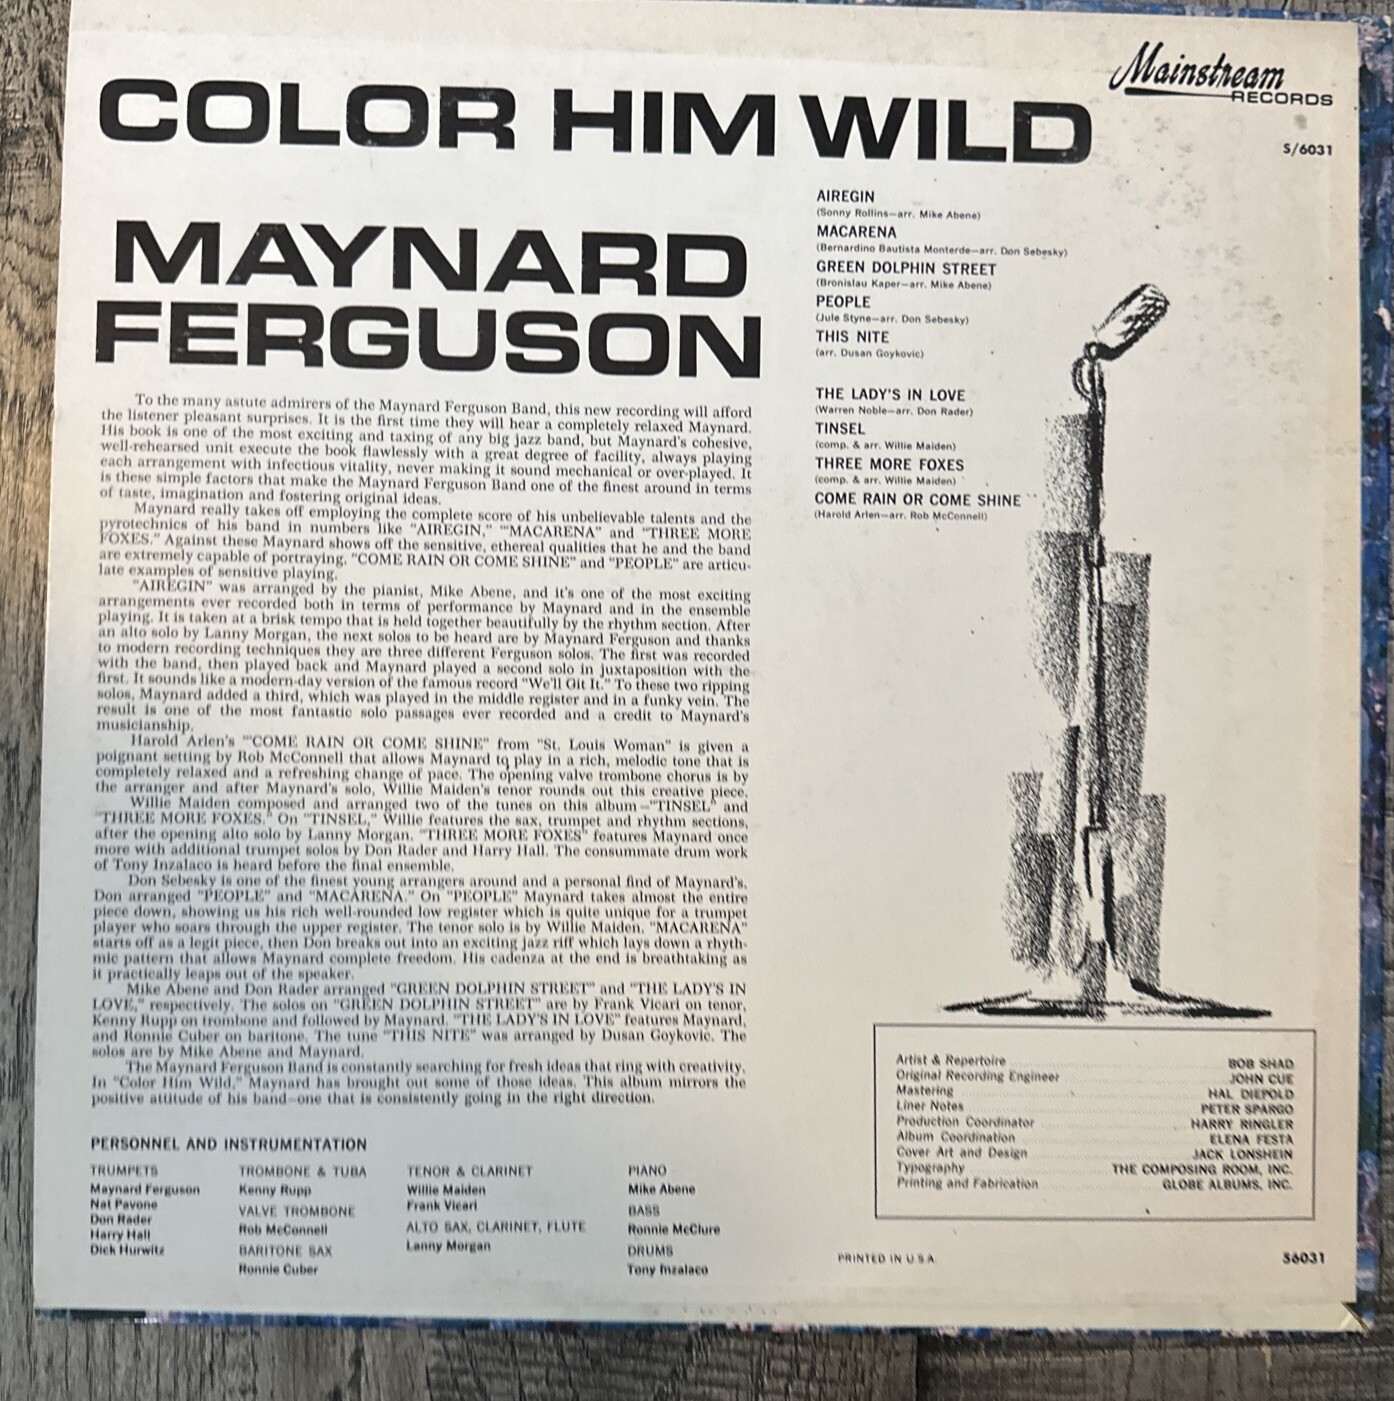 Mainstream
RECORDS
COLOR HIM WILD
S/6031
MAYNARD
FERGUSON
AIREGIN
(Sonny Rollins—arr. Mike Abene)
MACARENA
(Bernardino Bautista Monterde—arr. Don Sebesky)
GREEN DOLPHIN STREET
(Bronislau Kaper—arr. Mike Abene)
PEOPLE
(Jule Styne—arr. Don Sebesky)
THIS NITE
(arr. Dusan Goykovic)
THE LADY'S IN LOVE
(Warren Noble—arr. Don Rader)
TINSEL
(comp. & arr. Willie Maiden)
THREE MORE FOXES
(comp. & arr. Willie Maiden)
COME RAIN OR COME SHINE
(Harold Arlen—arr. Rob McConnell)
To the many astute admirers of the Maynard Ferguson Band, this new recording will afford
the listener pleasant surprises. It is the first time they will hear a completely relaxed Maynard.
His book is one of the most exciting and taxing of any big jazz band, but Maynard's cohesive,
well-rehearsed unit execute the book flawlessly with a great degree of facility, always playing
each arrangement with infectious vitality, never making it sound mechanical or over-played. It
is these simple factors that make the Maynard Ferguson Band one of the finest around in terms
of taste, imagination and fostering original ideas.
Maynard really takes off employing the complete score of his unbelievable talents and the
pyrotechnics of his band in numbers like "AIREGIN," "MACARENA" and "THREE MORE
FOXES." Against these Maynard shows off the sensitive, ethereal qualities that he and the band
are extremely capable of portraying. "COME RAIN OR COME SHINE" and "PEOPLE" are articu-
late examples of sensitive playing.
"AIREGIN" was arranged by the pianist, Mike Abene, and it's one of the most exciting
arrangements ever recorded both in terms of performance by Maynard and in the ensemble
playing. It is taken at a brisk tempo that is held together beautifully by the rhythm section. After
an alto solo by Lanny Morgan, the next solos to be heard are by Maynard Ferguson and thanks
to modern recording techniques they are three different Ferguson solos. The first was recorded
with the band, then played back and Maynard played a second solo in juxtaposition with the
first. It sounds like a modern-day version of the famous record "We'll Git It." To these two ripping
solos, Maynard added a third, which was played in the middle register and in a funky vein. The
result is one of the most fantastic solo passages ever recorded and a credit to Maynard's
musicianship.
Harold Arlen's "COME RAIN OR COME SHINE" from "St. Louis Woman" is given a
poignant setting by Rob McConnell that allows Maynard to play in a rich, melodic tone that is
completely relaxed and a refreshing change of pace. The opening valve trombone chorus is by
the arranger and after Maynard's solo, Willie Maiden's tenor rounds out this creative piece.
Willie Maiden composed and arranged two of the tunes on this album—"TINSEL" and
"THREE MORE FOXES." On "TINSEL," Willie features the sax, trumpet and rhythm sections,
after the opening alto solo by Lanny Morgan. "THREE MORE FOXES" features Maynard once
more with additional trumpet solos by Don Rader and Harry Hall. The consummate drum work
of Tony Inzalaco is heard before the final ensemble.
Don Sebesky is one of the finest young arrangers around and a personal find of Maynard's.
Don arranged "PEOPLE" and "MACARENA." On "PEOPLE" Maynard takes almost the entire
piece down, showing us his rich well-rounded low register which is quite unique for a trumpet
player who soars through the upper register. The tenor solo is by Willie Maiden. "MACARENA"
starts off as a legit piece, then Don breaks out into an exciting jazz riff which lays down a rhyth-
mic pattern that allows Maynard complete freedom. His cadenza at the end is breathtaking as
it practically leaps out of the speaker.
Mike Abene and Don Rader arranged "GREEN DOLPHIN STREET" and "THE LADY'S IN
LOVE," respectively. The solos on "GREEN DOLPHIN STREET" are by Frank Vicari on tenor,
Kenny Rupp on trombone and followed by Maynard. "THE LADY'S IN LOVE" features Maynard,
and Ronnie Cuber on baritone. The tune "THIS NITE" was arranged by Dusan Goykovic. The
solos are by Mike Abene and Maynard.
The Maynard Ferguson Band is constantly searching for fresh ideas that ring with creativity.
In "Color Him Wild," Maynard has brought out some of those ideas. This album mirrors the
positive attitude of his band—one that is consistently going in the right direction.
PERSONNEL AND INSTRUMENTATION
TRUMPETS
Maynard Ferguson
Nat Pavone
Don Rader
Harry Hall
Dick Hurwitz
TROMBONE & TUBA
Kenny Rupp
VALVE TROMBONE
Rob McConnell
BARITONE SAX
Ronnie Cuber
TENOR & CLARINET
Willie Maiden
Frank Vicari
ALTO SAX, CLARINET, FLUTE
Lanny Morgan
PIANO
Mike Abene
BASS
Ronnie McClure
DRUMS
Tony Inzalaco
Artist & Repertoire BOB SHAD
Original Recording Engineer JOHN CUE
Mastering HAL DIEPOLD
Liner Notes PETER SPARGO
Production Coordinator HARRY RINGLER
Album Coordination ELENA FESTA
Cover Art and Design JACK LONSHEIN
Typography THE COMPOSING ROOM, INC.
Printing and Fabrication GLOBE ALBUMS, INC.
PRINTED IN U.S.A.
S6031